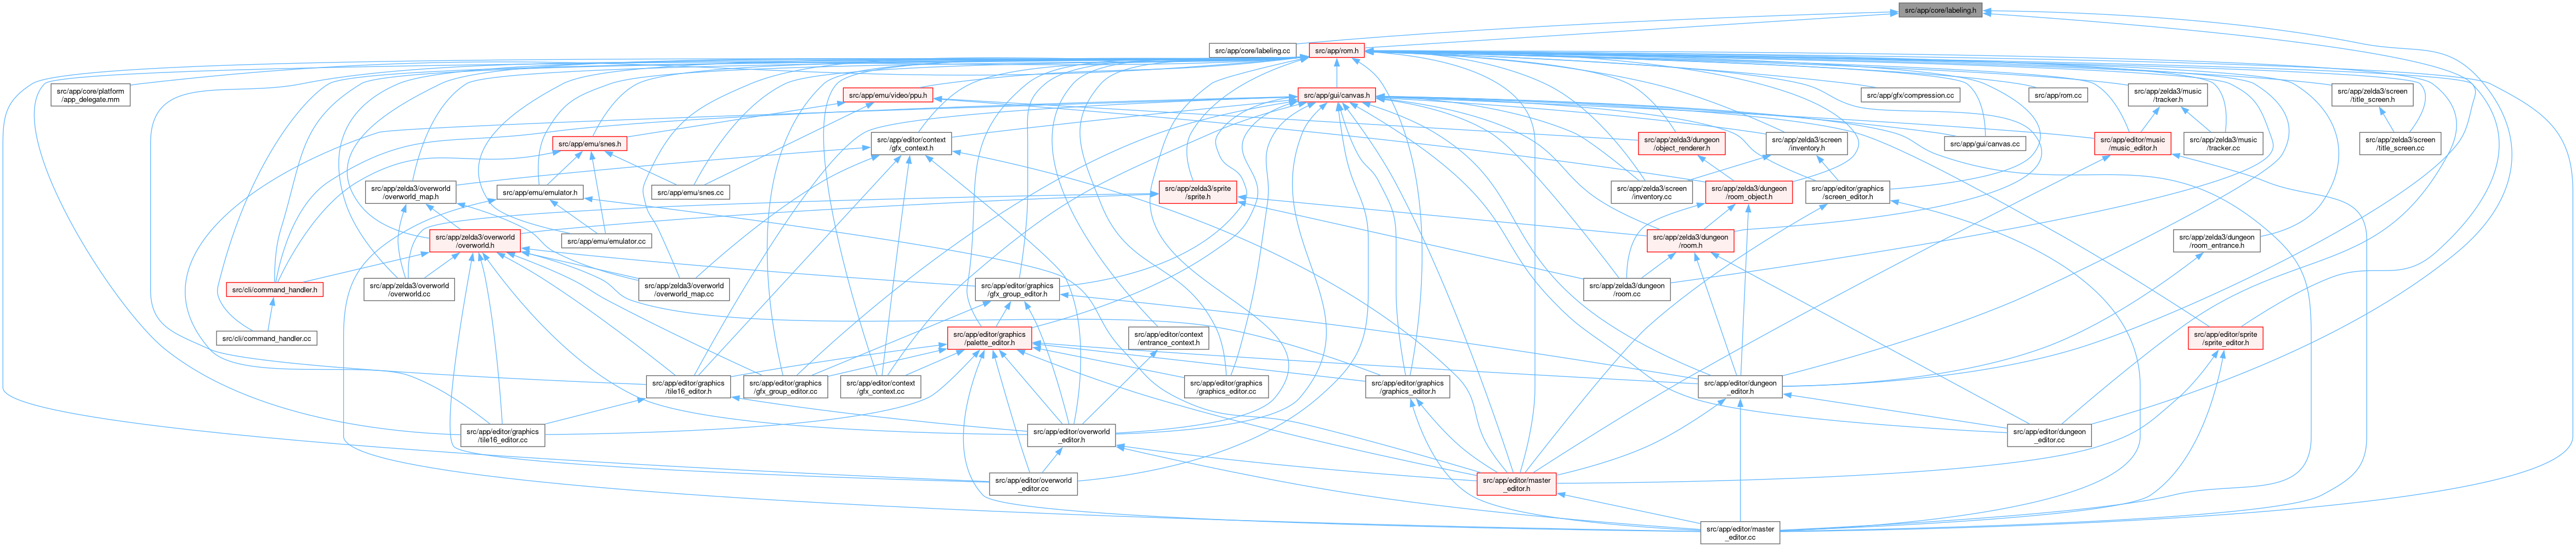 src/app/core/labeling.h
src/app/core/labeling.cc
src/app/rom.h
src/app/core/platform
/app_delegate.mm
src/app/emu/video/ppu.h
src/app/gui/canvas.h
src/app/gfx/compression.cc
src/app/rom.cc
src/app/zelda3/music
/tracker.h
src/app/zelda3/screen
/title_screen.h
src/app/emu/snes.h
src/app/editor/context
/gfx_context.h
src/app/zelda3/dungeon
/object_renderer.h
src/app/zelda3/screen
/inventory.h
src/app/gui/canvas.cc
src/app/editor/music
/music_editor.h
src/app/zelda3/music
/tracker.cc
src/app/zelda3/screen
/title_screen.cc
src/app/zelda3/overworld
/overworld_map.h
src/app/emu/emulator.h
src/app/emu/snes.cc
src/app/zelda3/sprite
/sprite.h
src/app/zelda3/screen
/inventory.cc
src/app/zelda3/dungeon
/room_object.h
src/app/editor/graphics
/screen_editor.h
src/app/zelda3/overworld
/overworld.h
src/app/emu/emulator.cc
src/app/zelda3/dungeon
/room.h
src/app/zelda3/dungeon
/room_entrance.h
src/cli/command_handler.h
src/app/zelda3/overworld
/overworld.cc
src/app/zelda3/overworld
/overworld_map.cc
src/app/editor/graphics
/gfx_group_editor.h
src/app/zelda3/dungeon
/room.cc
src/cli/command_handler.cc
src/app/editor/graphics
/palette_editor.h
src/app/editor/context
/entrance_context.h
src/app/editor/sprite
/sprite_editor.h
src/app/editor/graphics
/tile16_editor.h
src/app/editor/graphics
/gfx_group_editor.cc
src/app/editor/context
/gfx_context.cc
src/app/editor/graphics
/graphics_editor.cc
src/app/editor/graphics
/graphics_editor.h
src/app/editor/dungeon
_editor.h
src/app/editor/graphics
/tile16_editor.cc
src/app/editor/overworld
_editor.h
src/app/editor/dungeon
_editor.cc
src/app/editor/overworld
_editor.cc
src/app/editor/master
_editor.h
src/app/editor/master
_editor.cc